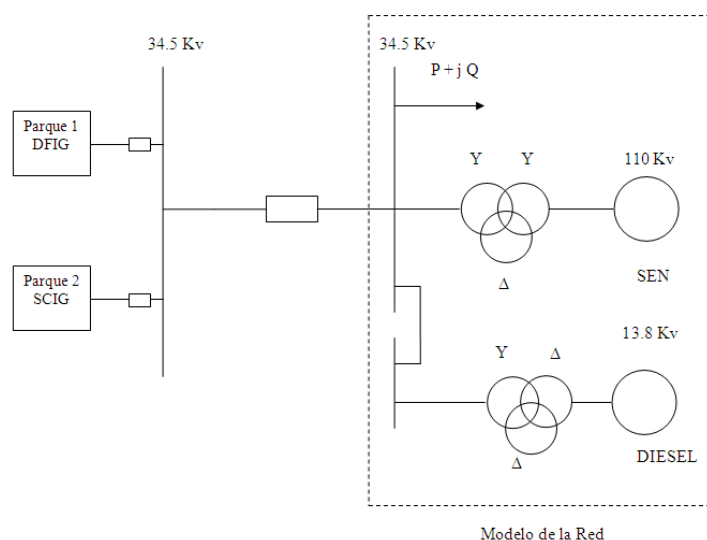 34.5 Kv
34.5 Kv
P + j Q
Parque 1
DFIG
Y
Y
110 Kv
Parque 2
SCIG
Δ
SEN
13.8 Kv
Y
Δ
Δ
DIESEL
Modelo de la Red